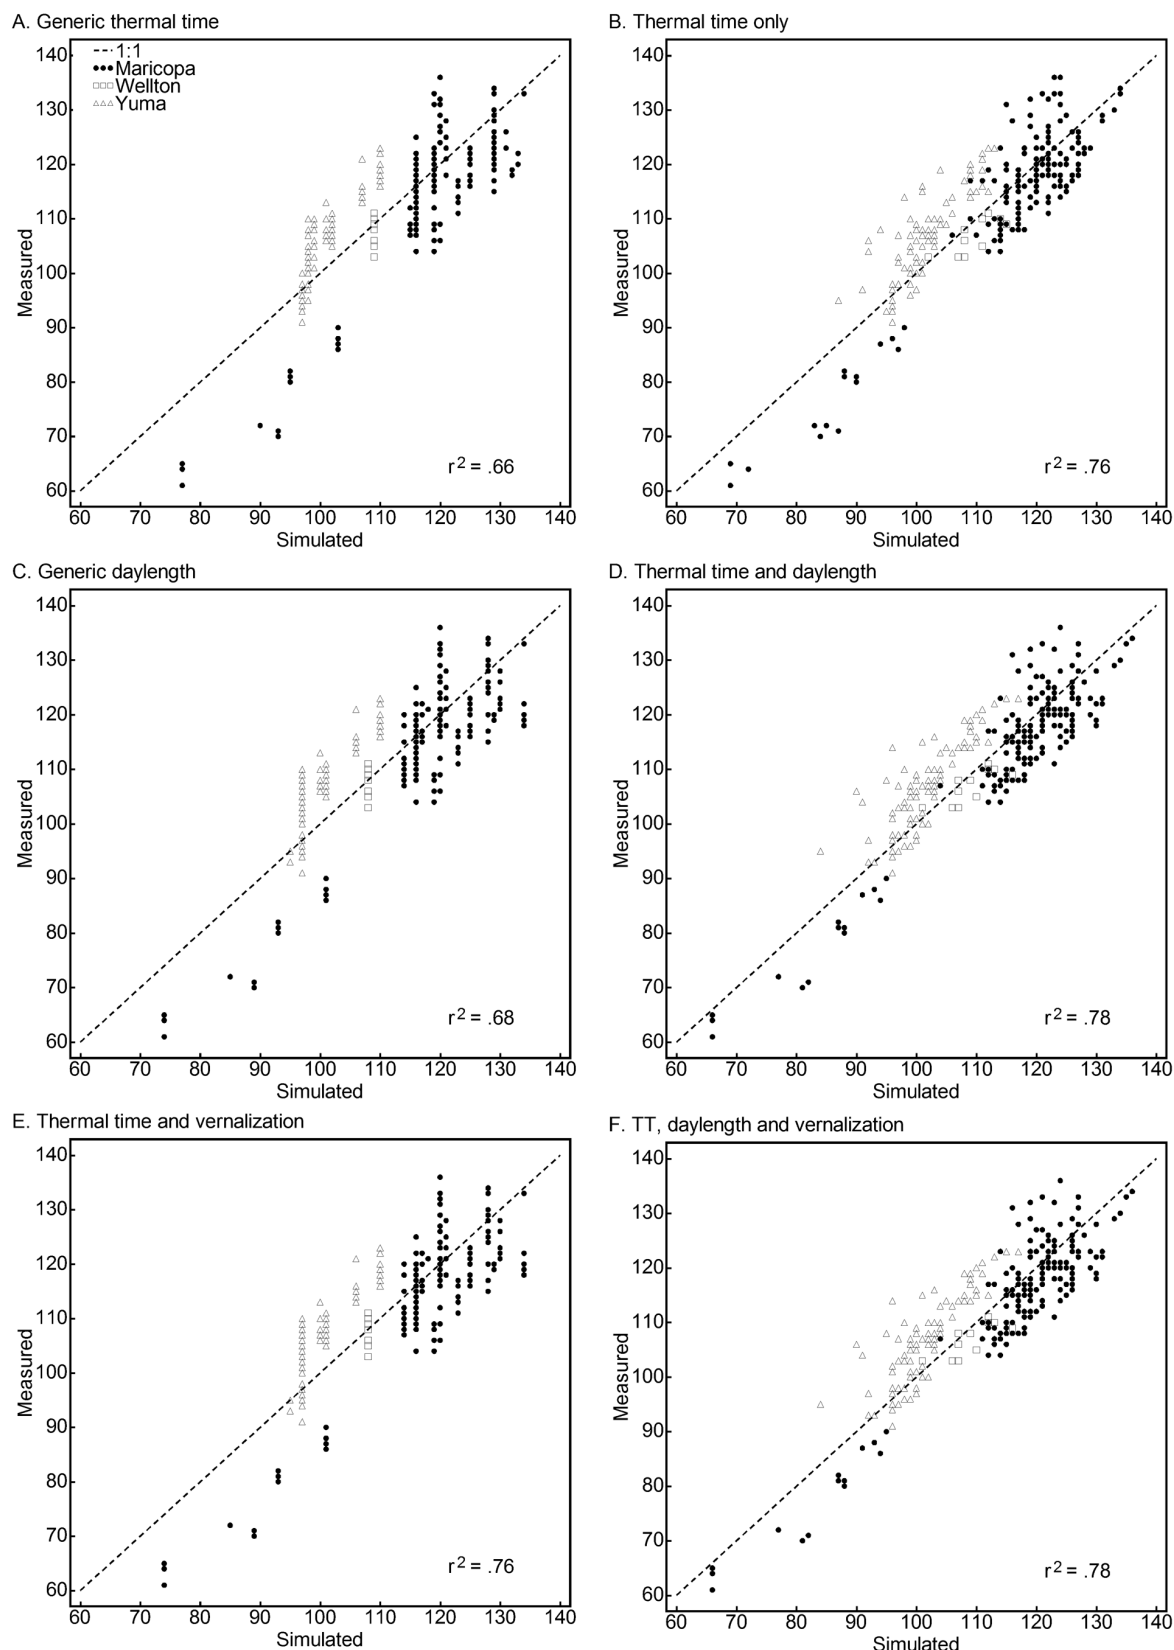 A. Generic thermal time
140
130
120
110
100
90
80
70
60
Measured
1:1
Maricopa
Wellton
Yuma
r² = .66
60 70 80 90 100 110 120 130 140
Simulated
B. Thermal time only
140
130
120
110
100
90
80
70
60
Measured
r² = .76
60 70 80 90 100 110 120 130 140
Simulated
C. Generic daylength
140
130
120
110
100
90
80
70
60
Measured
r² = .68
60 70 80 90 100 110 120 130 140
Simulated
D. Thermal time and daylength
140
130
120
110
100
90
80
70
60
Measured
r² = .78
60 70 80 90 100 110 120 130 140
Simulated
E. Thermal time and vernalization
140
130
120
110
100
90
80
70
60
Measured
r² = .76
60 70 80 90 100 110 120 130 140
Simulated
F. TT, daylength and vernalization
140
130
120
110
100
90
80
70
60
Measured
r² = .78
60 70 80 90 100 110 120 130 140
Simulated